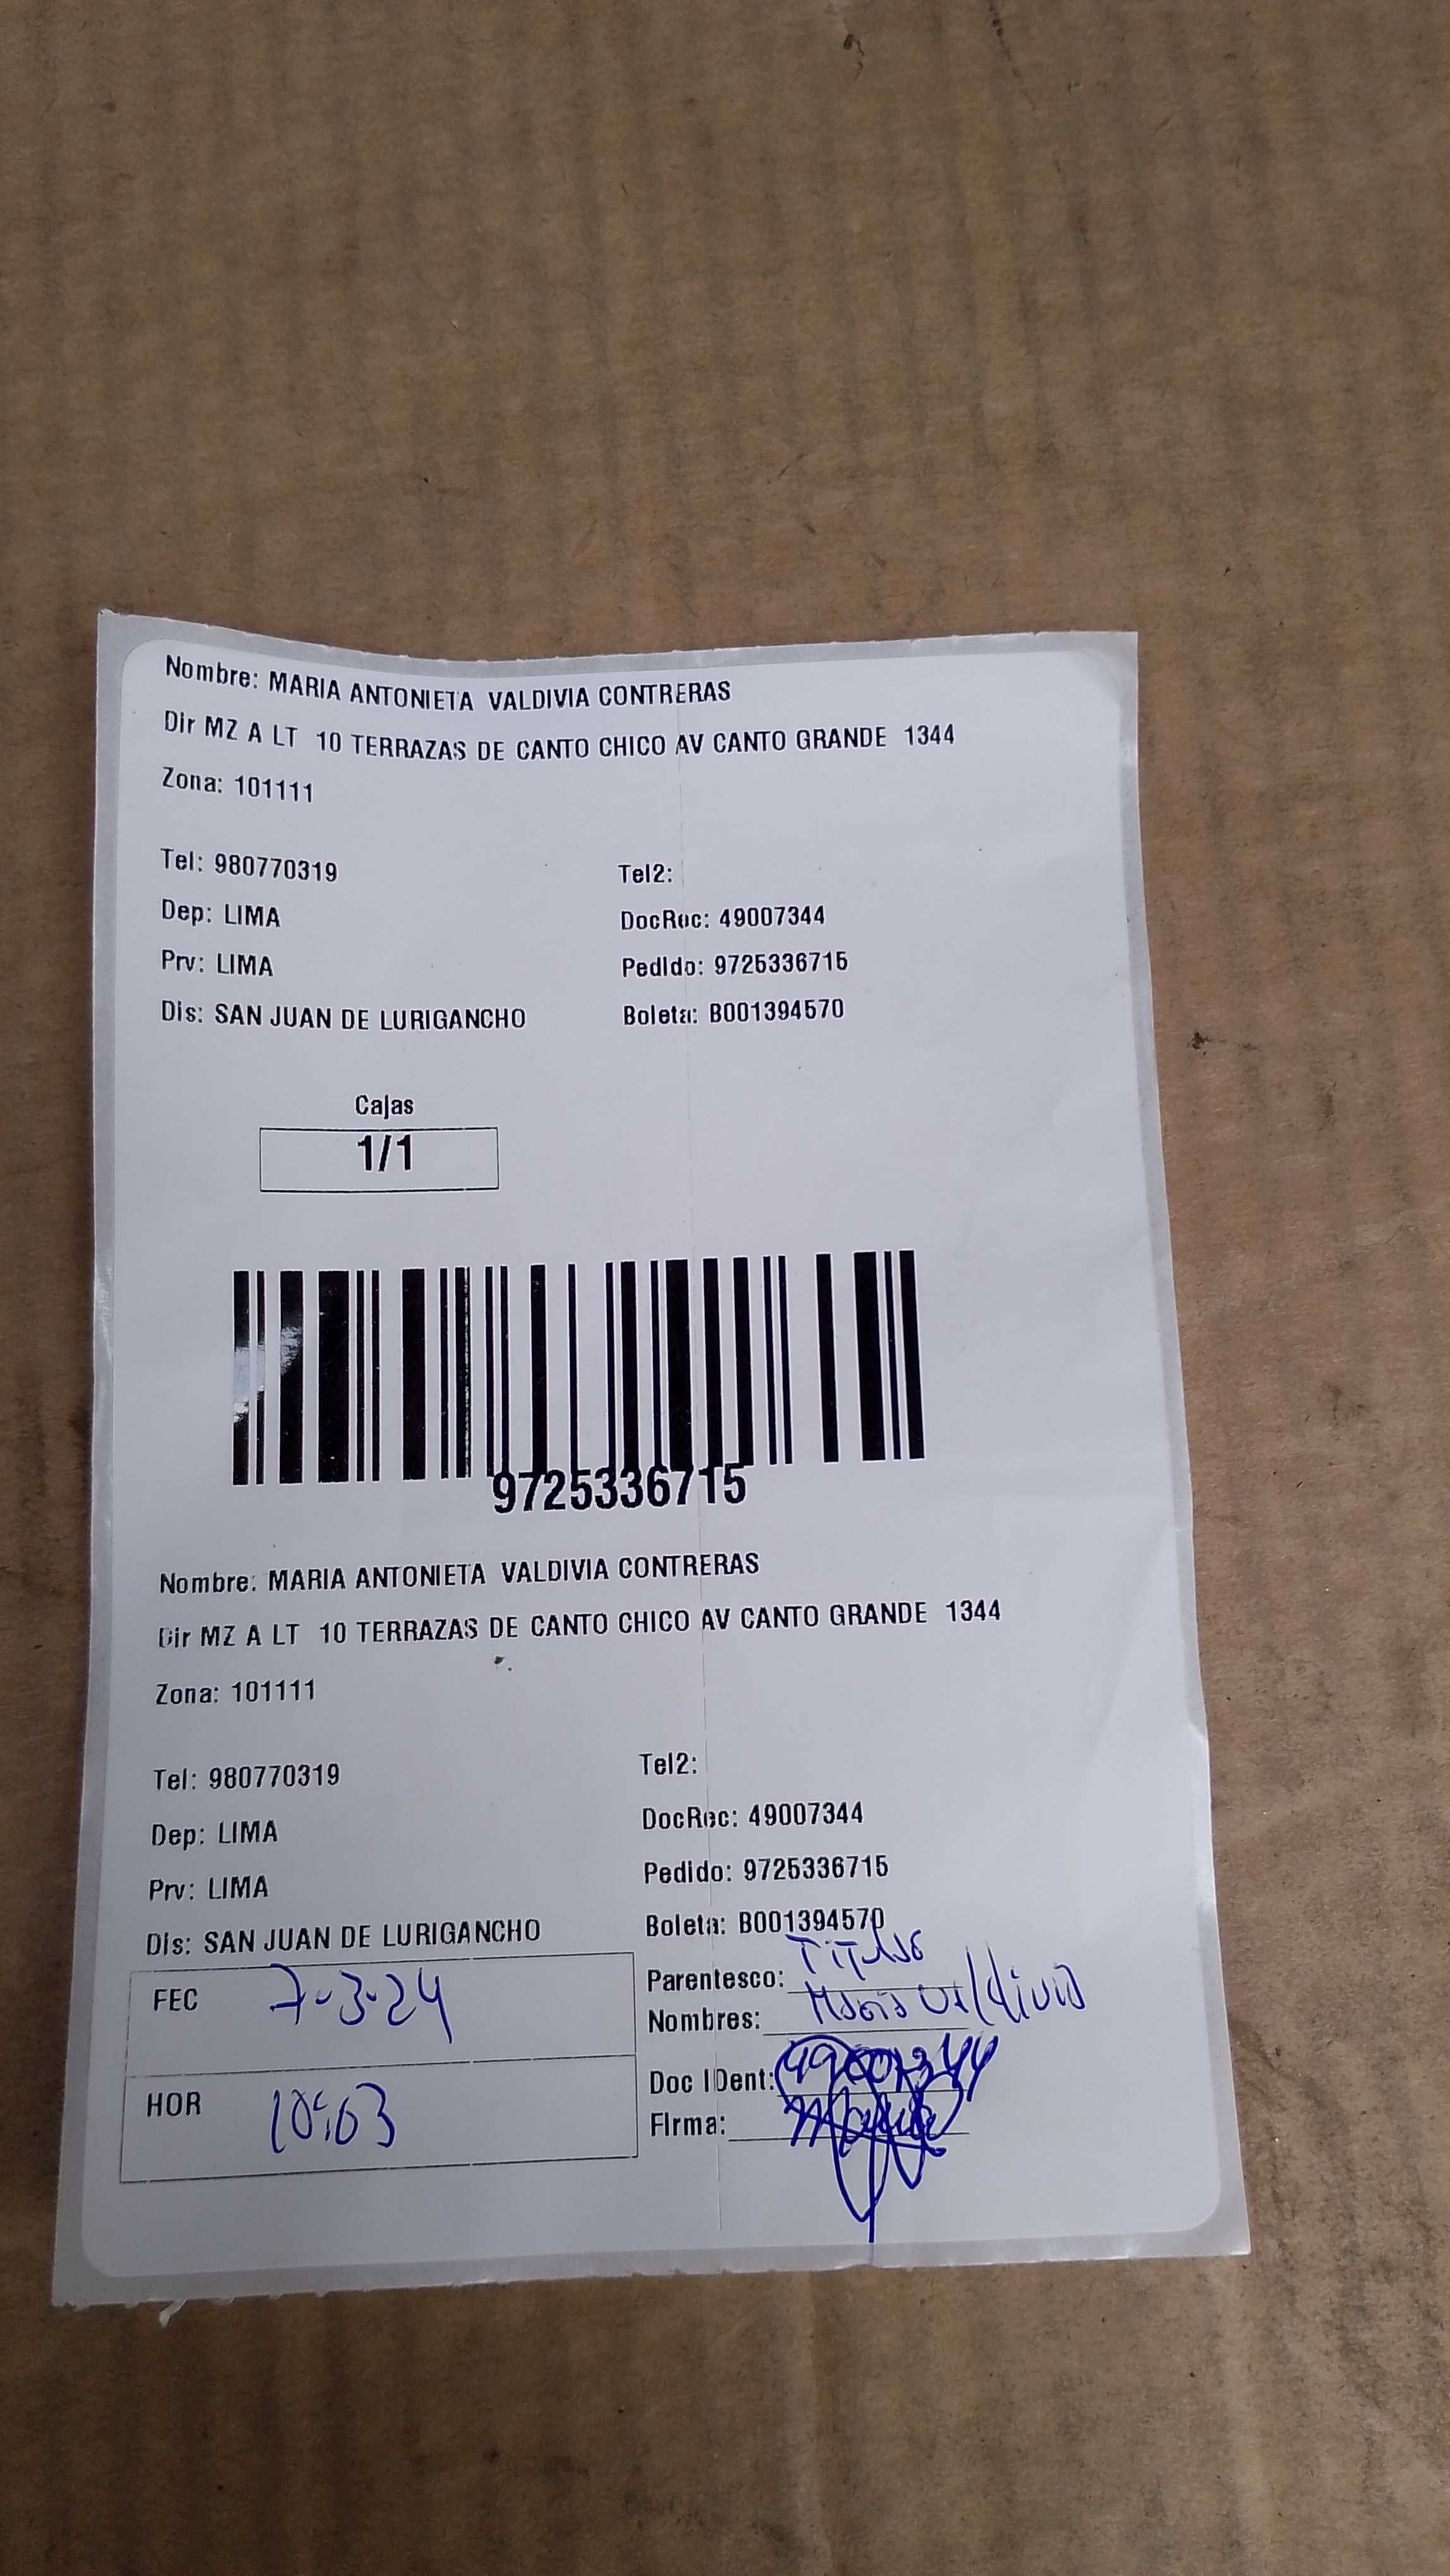 Nombre: MARIA ANTONIETA VALDIVIA CONTRERAS
Dir MZ A LT 10 TERRAZAS DE CANTO CHICO AV CANTO GRANDE 1344
Zona: 101111
Tel: 980770319 Tel2:
Dep: LIMA DocRec: 49007344
Prv: LIMA Pedido: 9725336715
Dis: SAN JUAN DE LURIGANCHO Boleta: B001394570
Cajas
1/1
9725336715
Nombre: MARIA ANTONIETA VALDIVIA CONTRERAS
Dir MZ A LT 10 TERRAZAS DE CANTO CHICO AV CANTO GRANDE 1344
Zona: 101111
Tel: 980770319 Tel2:
Dep: LIMA DocRec: 49007344
Prv: LIMA Pedido: 9725336715
Dis: SAN JUAN DE LURIGANCHO Boleta: B001394570
FEC 7-3-24 Parentesco:
Nombres: Maria Valdivia
HOR 10:03 Doc IDent: 49007344
Firma: